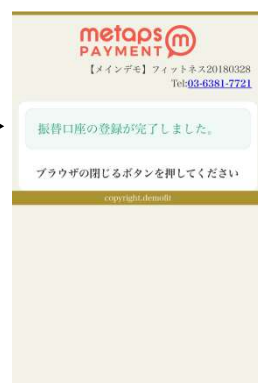 metaps
PAYMENT
【メインデモ】フィットネス20180328
Tel:03-6381-7721
振替口座の登録が完了しました。
ブラウザの閉じるボタンを押してください
copyright.demofit